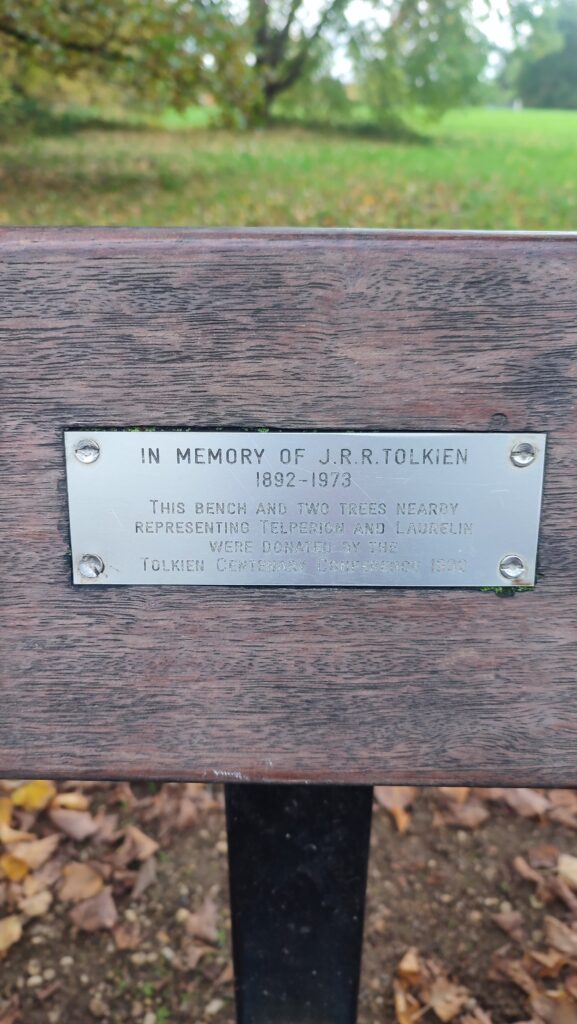 IN MEMORY OF J.R.R.TOLKIEN
1892-1973
THIS BENCH AND TWO TREES NEARBY
REPRESENTING TELPERION AND LAURELIN
WERE DONATED BY THE
TOLKIEN CENTENARY CONFERENCE 1992